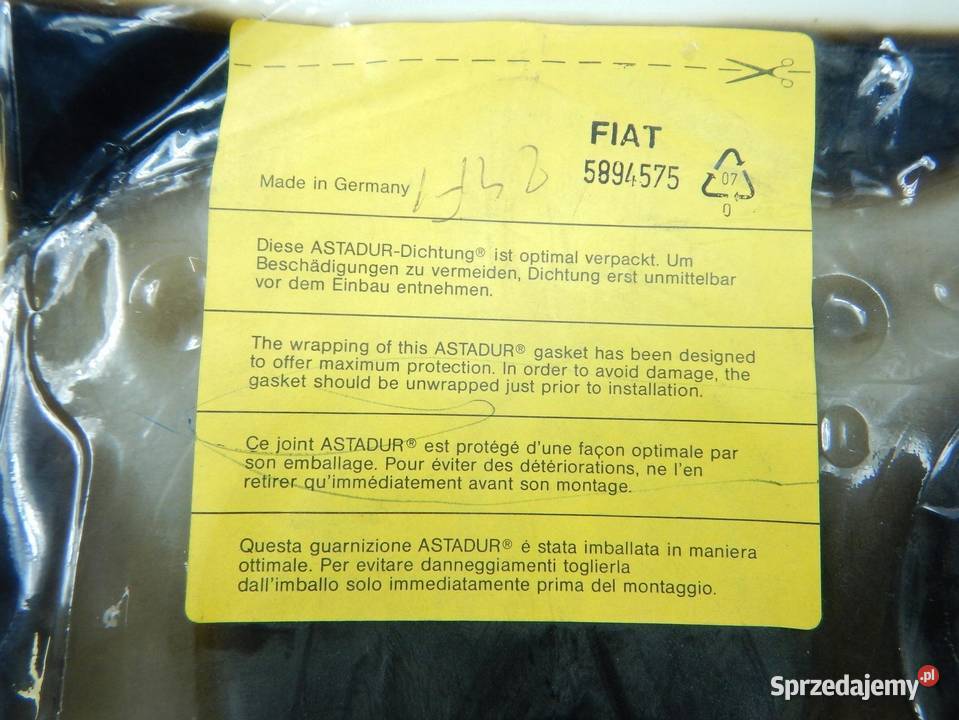 FIAT
5894575
07
0
Made in Germany
Diese ASTADUR-Dichtung® ist optimal verpackt. Um
Beschädigungen zu vermeiden, Dichtung erst unmittelbar
vor dem Einbau entnehmen.
The wrapping of this ASTADUR® gasket has been designed
to offer maximum protection. In order to avoid damage, the
gasket should be unwrapped just prior to installation.
Ce joint ASTADUR® est protégé d'une façon optimale par
son emballage. Pour éviter des détériorations, ne l'en
retirer qu'immédiatement avant son montage.
Questa guarnizione ASTADUR® é stata imballata in maniera
ottimale. Per evitare danneggiamenti toglierla
dall'imballo solo immediatamente prima del montaggio.
Sprzedajemy.pl